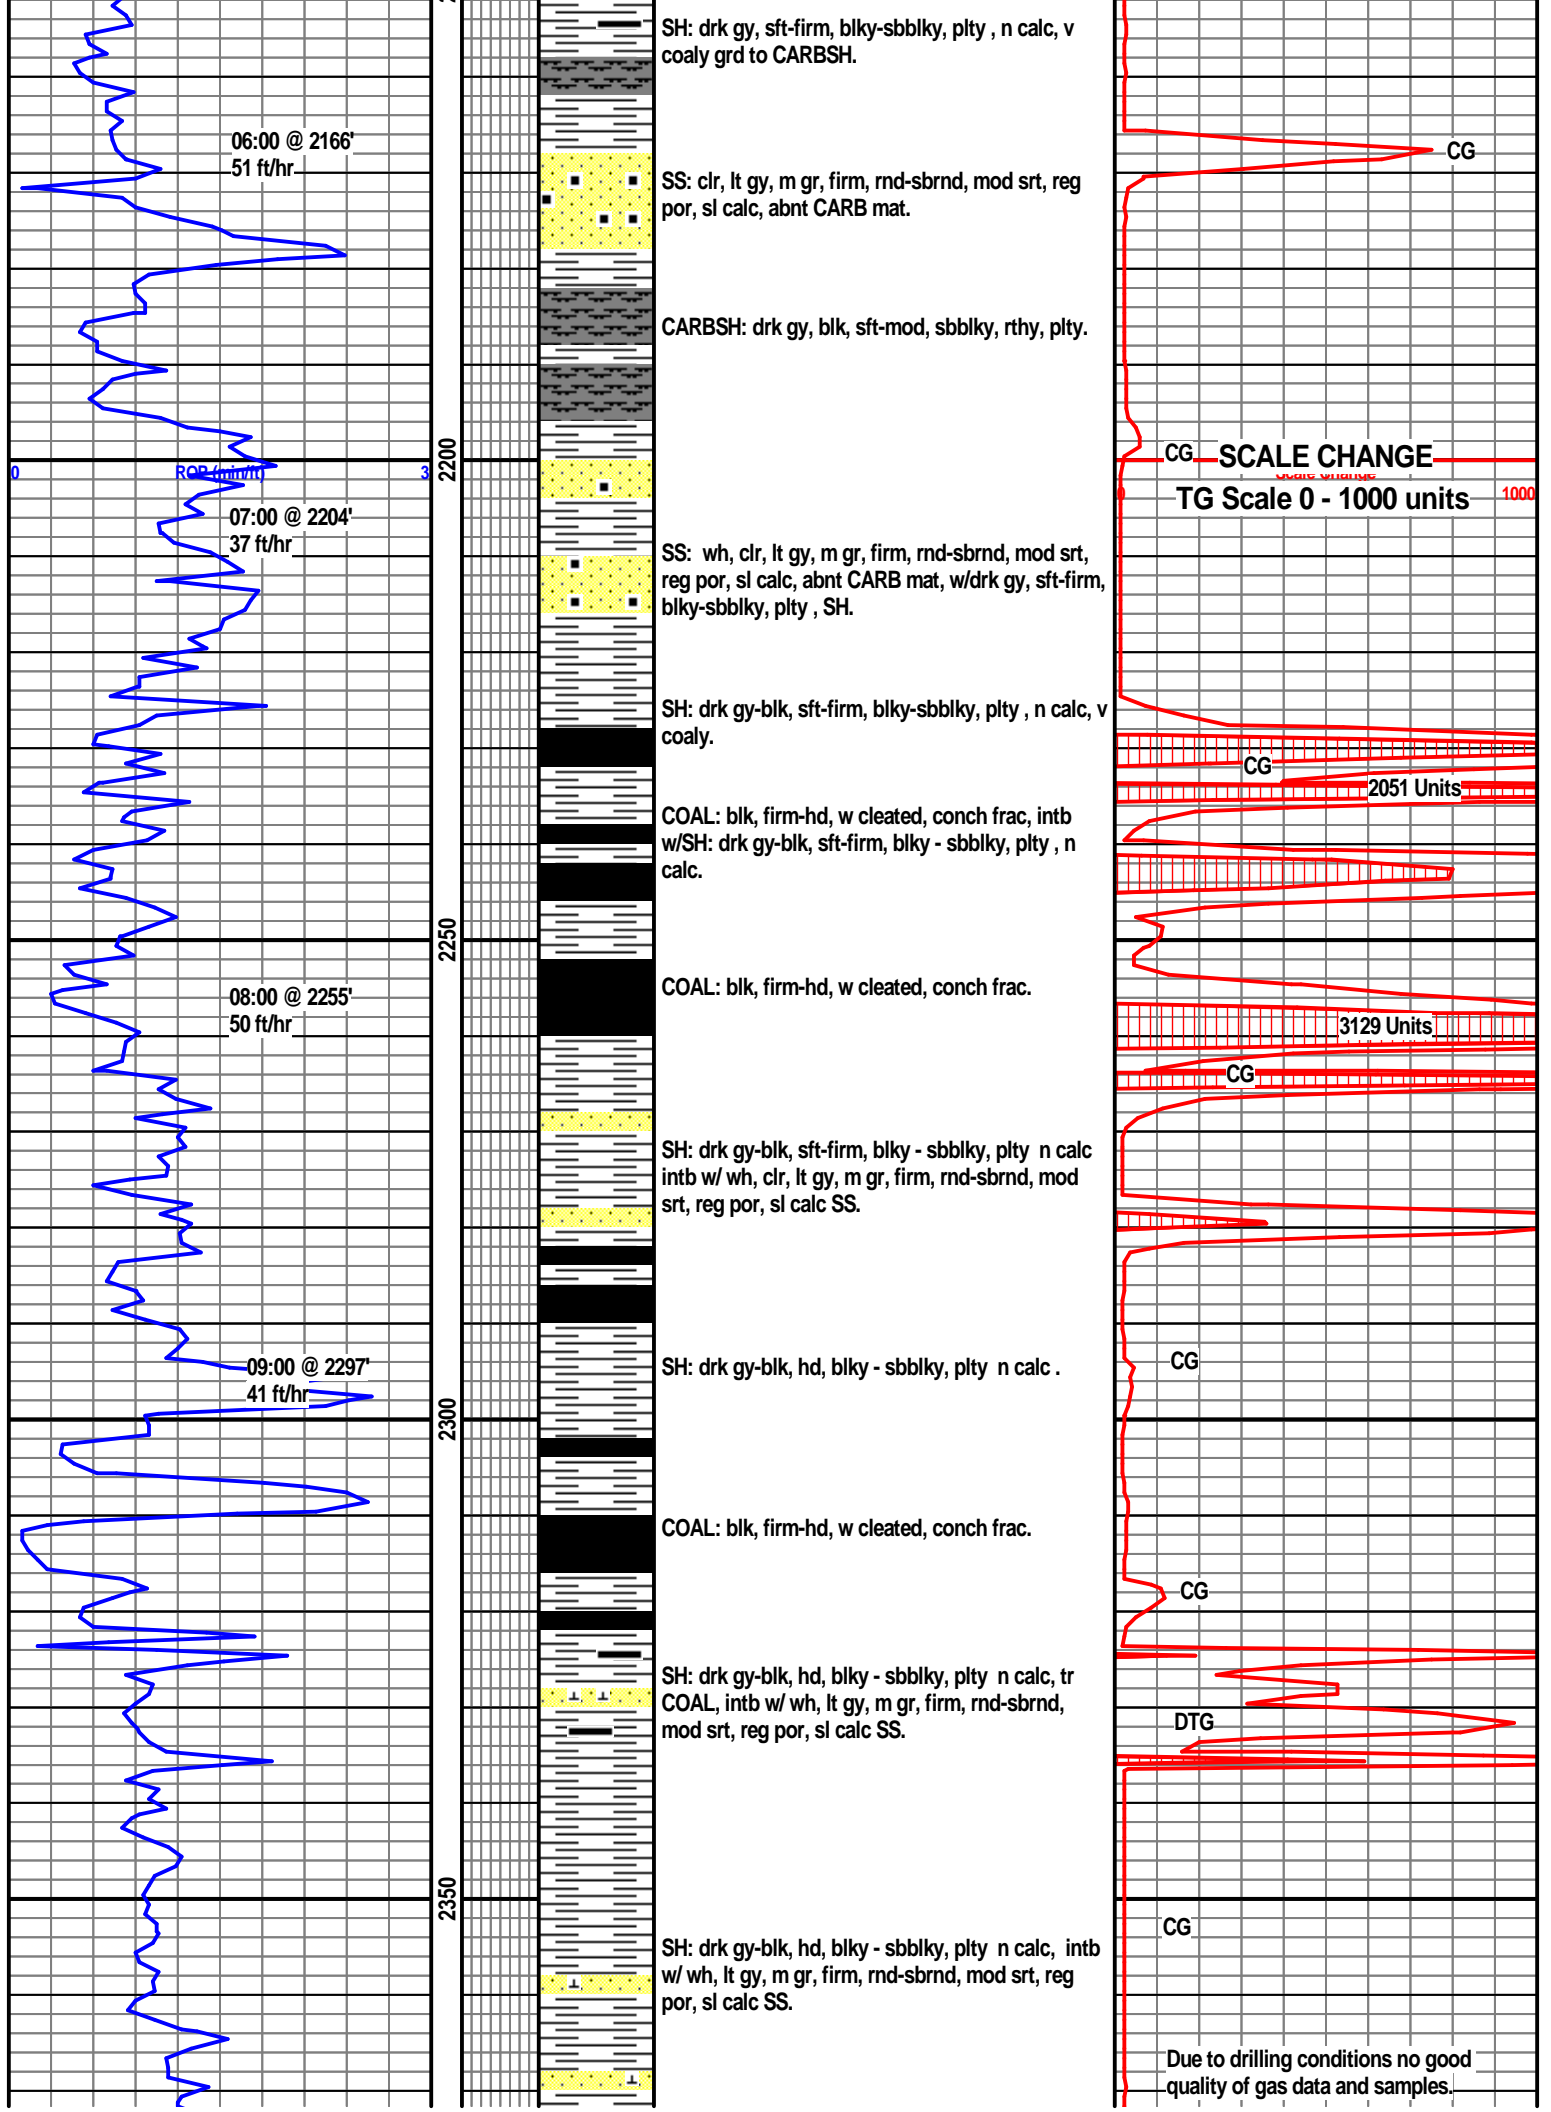 SH: drk gy, sft-firm, blky-sbblky, plty , n calc, v
coaly grd to CARBSH.
06:00 @ 2166'
51 ft/hr
CG
SS: clr, lt gy, m gr, firm, rnd-sbrnd, mod srt, reg
por, sl calc, abnt CARB mat.
CARBSH: drk gy, blk, sft-mod, sbblky, rthy, plty.
0 ROP (min/ft) 3
2200
CG SCALE CHANGE
Scale Change
0 TG Scale 0 - 1000 units 1000
07:00 @ 2204'
37 ft/hr
SS: wh, clr, lt gy, m gr, firm, rnd-sbrnd, mod srt,
reg por, sl calc, abnt CARB mat, w/drk gy, sft-firm,
blky-sbblky, plty , SH.
SH: drk gy-blk, sft-firm, blky-sbblky, plty , n calc, v
coaly.
CG
2051 Units
COAL: blk, firm-hd, w cleated, conch frac, intb
w/SH: drk gy-blk, sft-firm, blky - sbblky, plty , n
calc.
2250
COAL: blk, firm-hd, w cleated, conch frac.
08:00 @ 2255'
50 ft/hr
3129 Units
CG
SH: drk gy-blk, sft-firm, blky - sbblky, plty n calc
intb w/ wh, clr, lt gy, m gr, firm, rnd-sbrnd, mod
srt, reg por, sl calc SS.
09:00 @ 2297'
41 ft/hr
SH: drk gy-blk, hd, blky - sbblky, plty n calc .
CG
2300
COAL: blk, firm-hd, w cleated, conch frac.
CG
SH: drk gy-blk, hd, blky - sbblky, plty n calc, tr
COAL, intb w/ wh, lt gy, m gr, firm, rnd-sbrnd,
mod srt, reg por, sl calc SS.
DTG
2350
CG
SH: drk gy-blk, hd, blky - sbblky, plty n calc, intb
w/ wh, lt gy, m gr, firm, rnd-sbrnd, mod srt, reg
por, sl calc SS.
Due to drilling conditions no good
quality of gas data and samples.